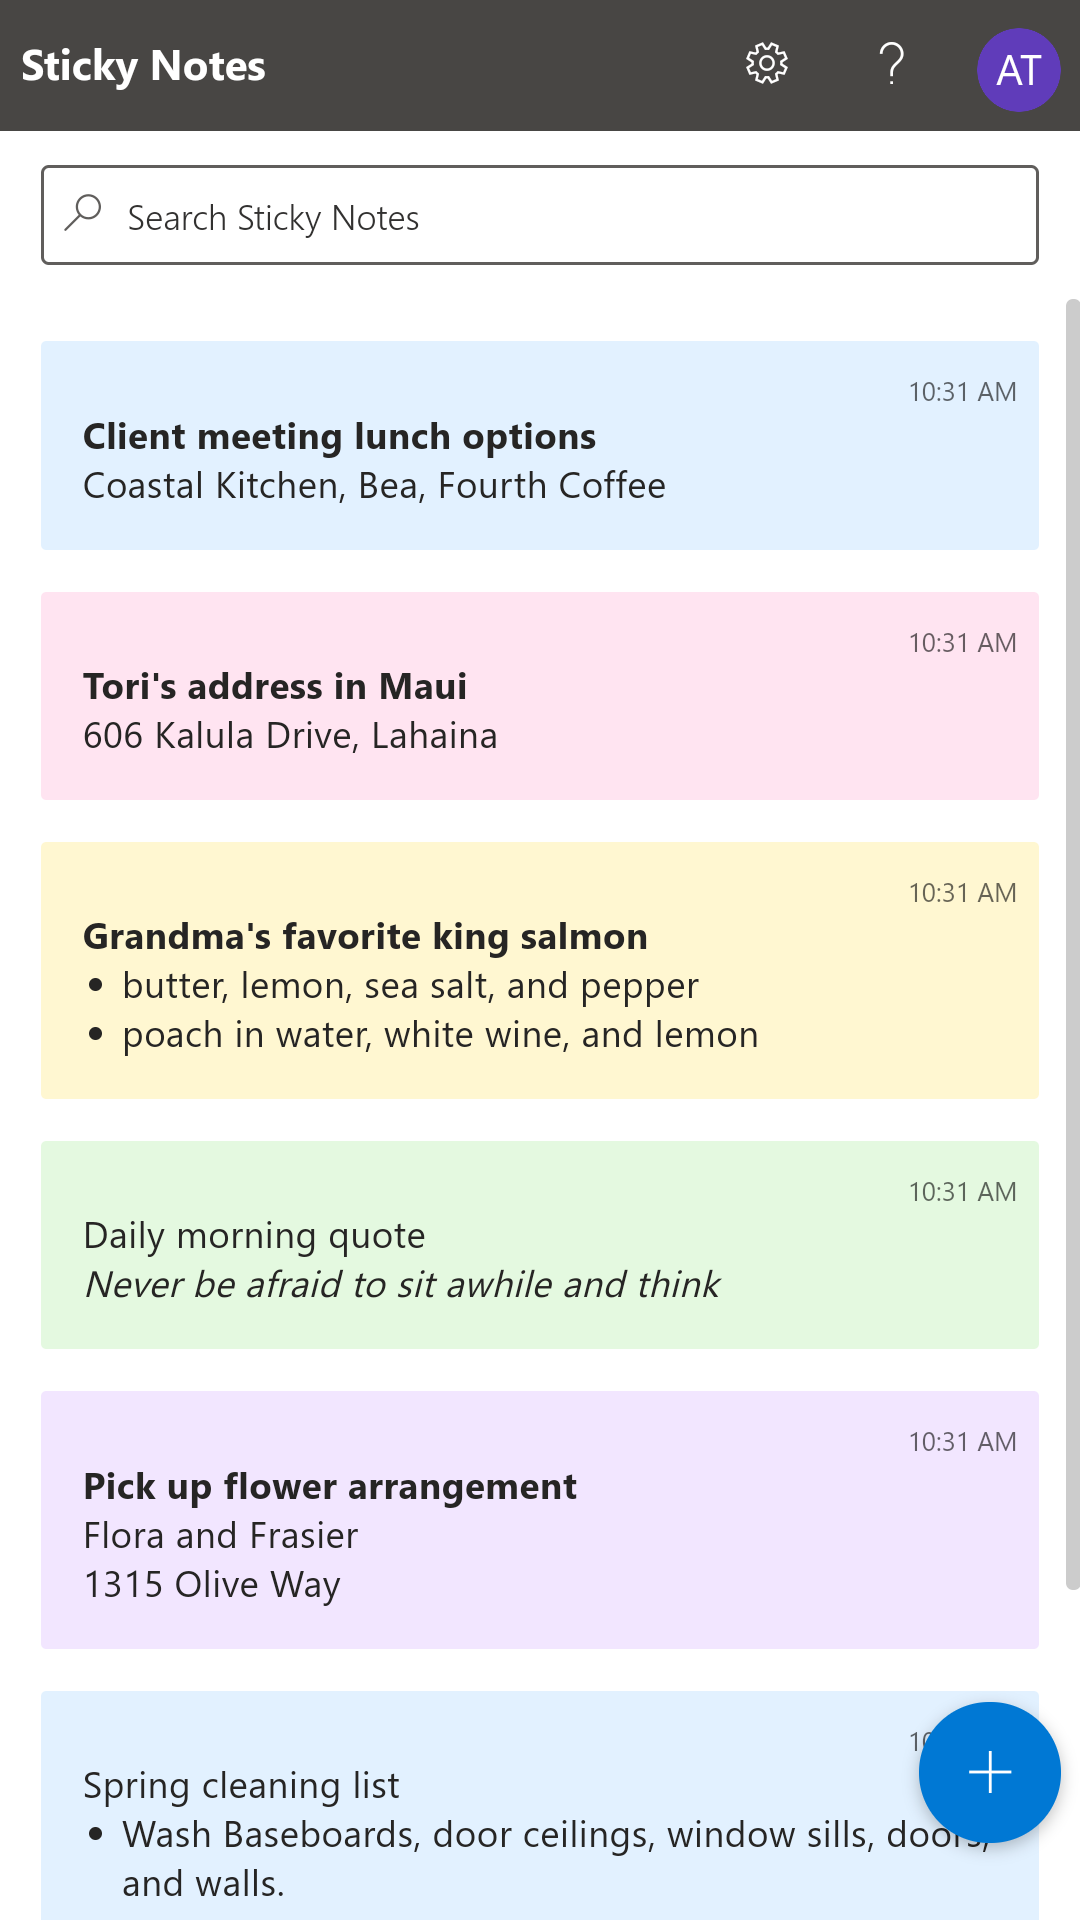 Sticky Notes
AT
Search Sticky Notes
10:31 AM
Client meeting lunch options
Coastal Kitchen, Bea, Fourth Coffee
10:31 AM
Tori's address in Maui
606 Kalula Drive, Lahaina
10:31 AM
Grandma's favorite king salmon
• butter, lemon, sea salt, and pepper
• poach in water, white wine, and lemon
10:31 AM
Daily morning quote
Never be afraid to sit awhile and think
10:31 AM
Pick up flower arrangement
Flora and Frasier
1315 Olive Way
Spring cleaning list
• Wash Baseboards, door ceilings, window sills, doors,
and walls.